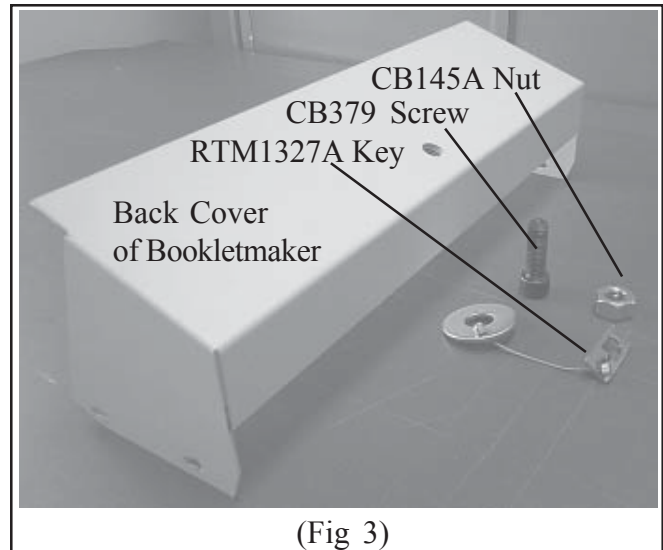 CB145A Nut
CB379 Screw
RTM1327A Key
Back Cover
of Bookletmaker
(Fig 3)